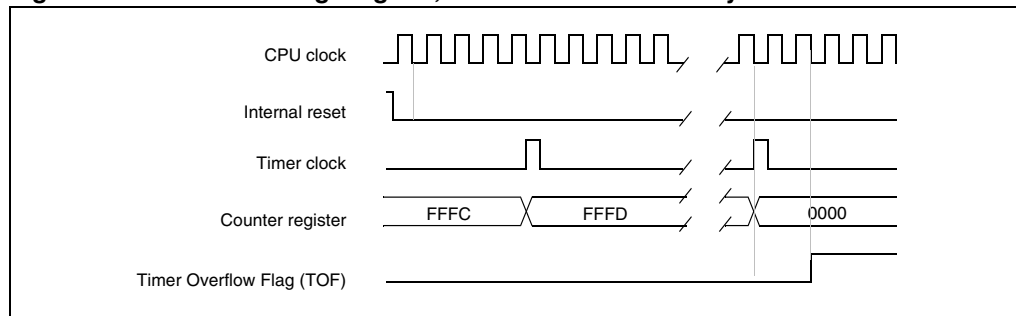 CPU clock
Internal reset
Timer clock
Counter register FFFC FFFD 0000
Timer Overflow Flag (TOF)